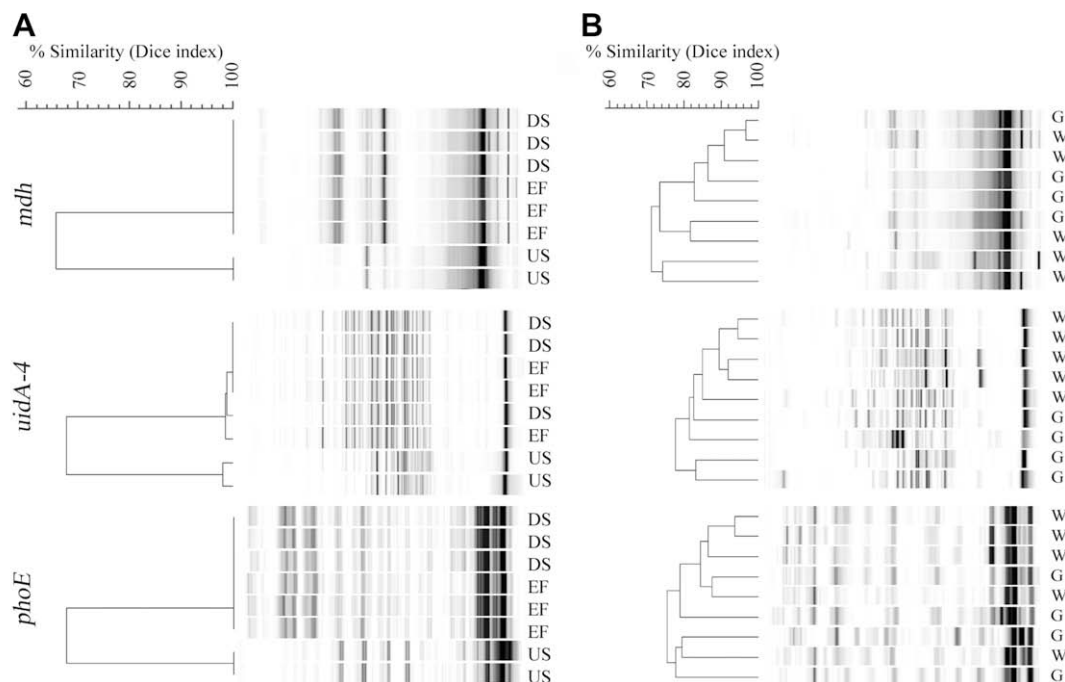 A
B
% Similarity (Dice index)
% Similarity (Dice index)
60 70 80 90 100
60 70 80 90 100
mdh
DS
DS
DS
EF
EF
EF
US
US
G
W
W
G
G
G
W
W
W
uidA-4
DS
DS
EF
EF
DS
EF
US
US
W
W
W
W
W
G
G
G
G
phoE
DS
DS
DS
EF
EF
EF
US
US
W
W
W
G
W
G
G
W
G